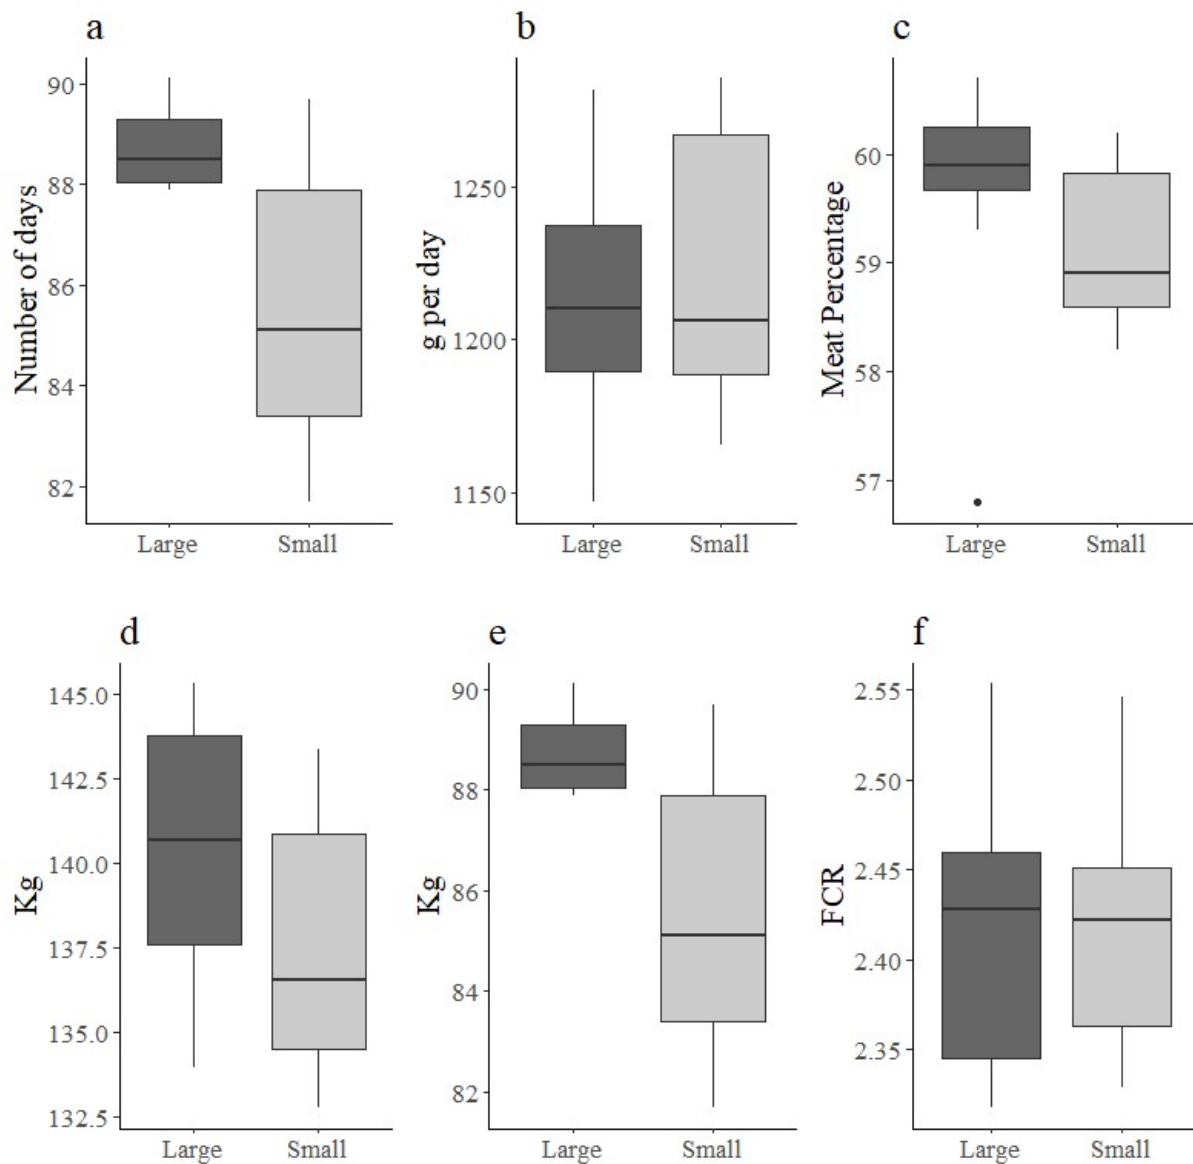 a
90
88
86
84
82
Number of days
Large Small
b
1250
1200
1150
g per day
Large Small
c
60
59
58
57
Meat Percentage
Large Small
d
145.0
142.5
140.0
137.5
135.0
132.5
Kg
Large Small
e
90
88
86
84
82
Kg
Large Small
f
2.55
2.50
2.45
2.40
2.35
FCR
Large Small